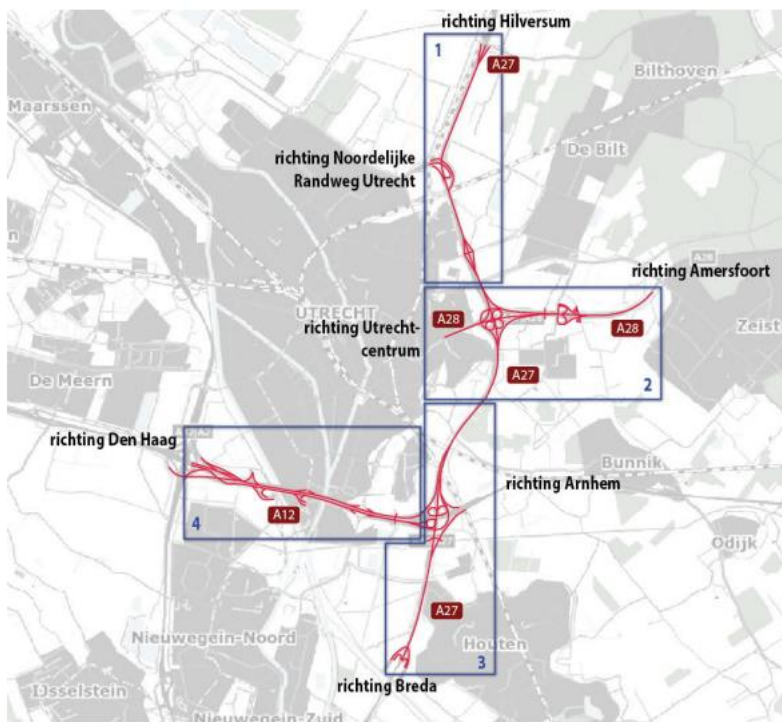 richting Hilversum
1
A27
Bilthoven
Maarssen
De Bilt
richting Noordelijke
Randweg Utrecht
A28
richting Amersfoort
UTRECHT
richting Utrecht-
centrum
A28
A28
Zeist
De Meern
A27
2
richting Den Haag
Bunnik
richting Arnhem
A12
4
Odijk
A27
Nieuwegein-Noord
Houten
3
richting Breda
IJsselstein
Nieuwegein-Zuid